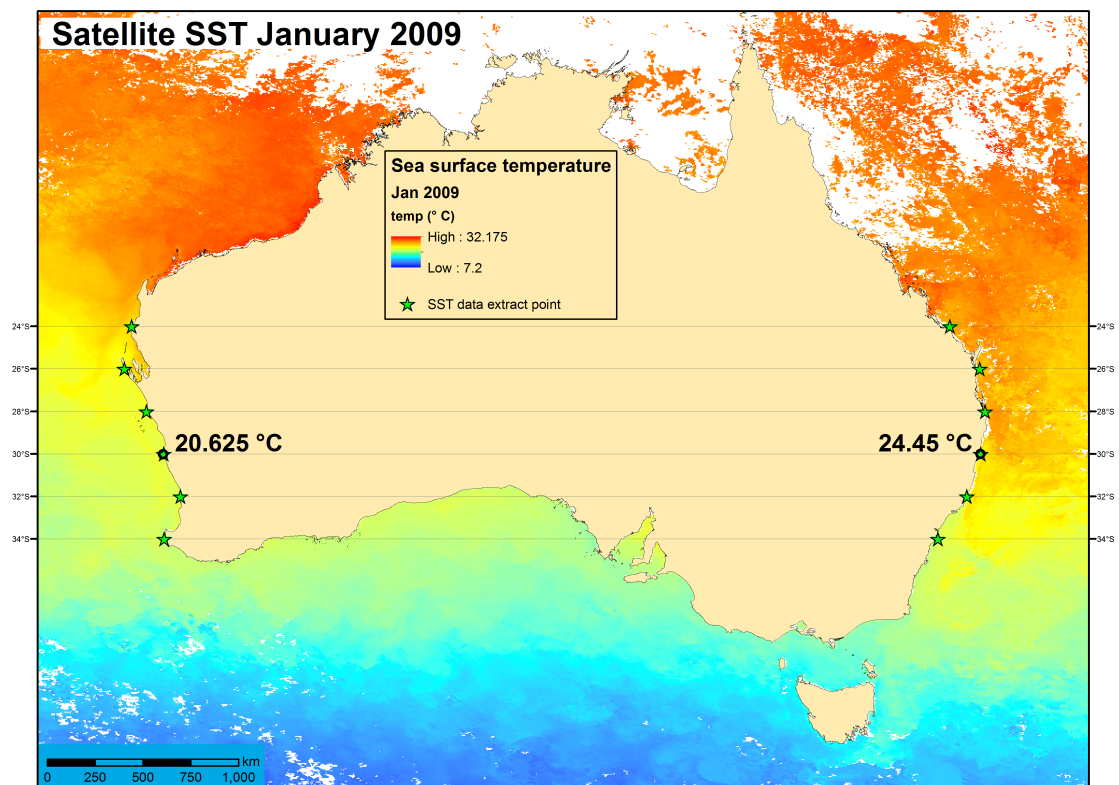 Satellite SST January 2009
Sea surface temperature
Jan 2009
temp (° C)
High : 32.175
Low : 7.2
SST data extract point
24°S 24°S
26°S 26°S
28°S 28°S
20.625 °C 24.45 °C
30°S 30°S
32°S 32°S
34°S 34°S
km
0 250 500 750 1,000